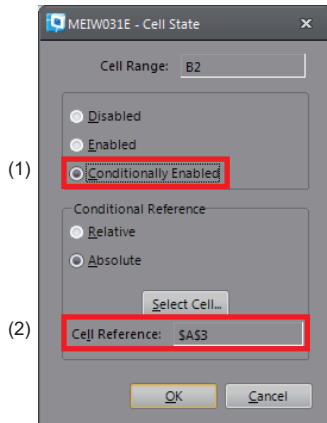 MEIW031E - Cell State
Cell Range: B2
Disabled
Enabled
(1)
Conditionally Enabled
Conditional Reference
Relative
Absolute
Select Cell...
(2)
Cell Reference: $A$3
OK
Cancel